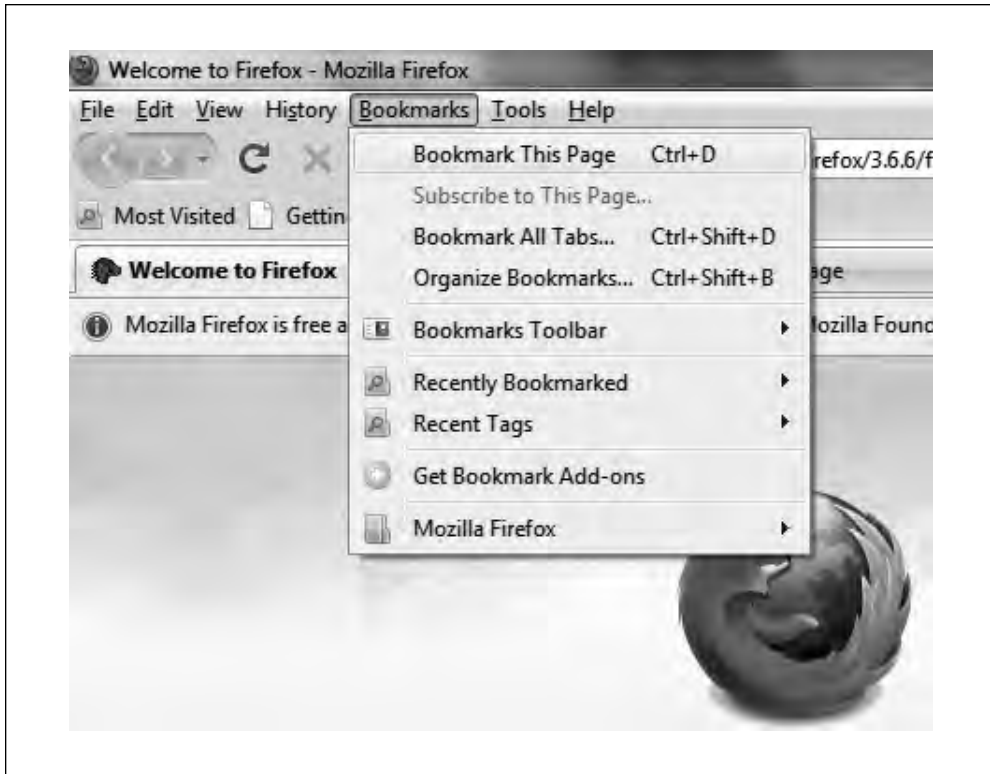 Welcome to Firefox - Mozilla Firefox
File Edit View History Bookmarks Tools Help
Bookmark This Page Ctrl+D
refox/3.6.6/f
Subscribe to This Page...
Most Visited Gettin
Bookmark All Tabs... Ctrl+Shift+D
Welcome to Firefox
Organize Bookmarks... Ctrl+Shift+B
age
Mozilla Firefox is free a
Bookmarks Toolbar
ozilla Found
Recently Bookmarked
Recent Tags
Get Bookmark Add-ons
Mozilla Firefox